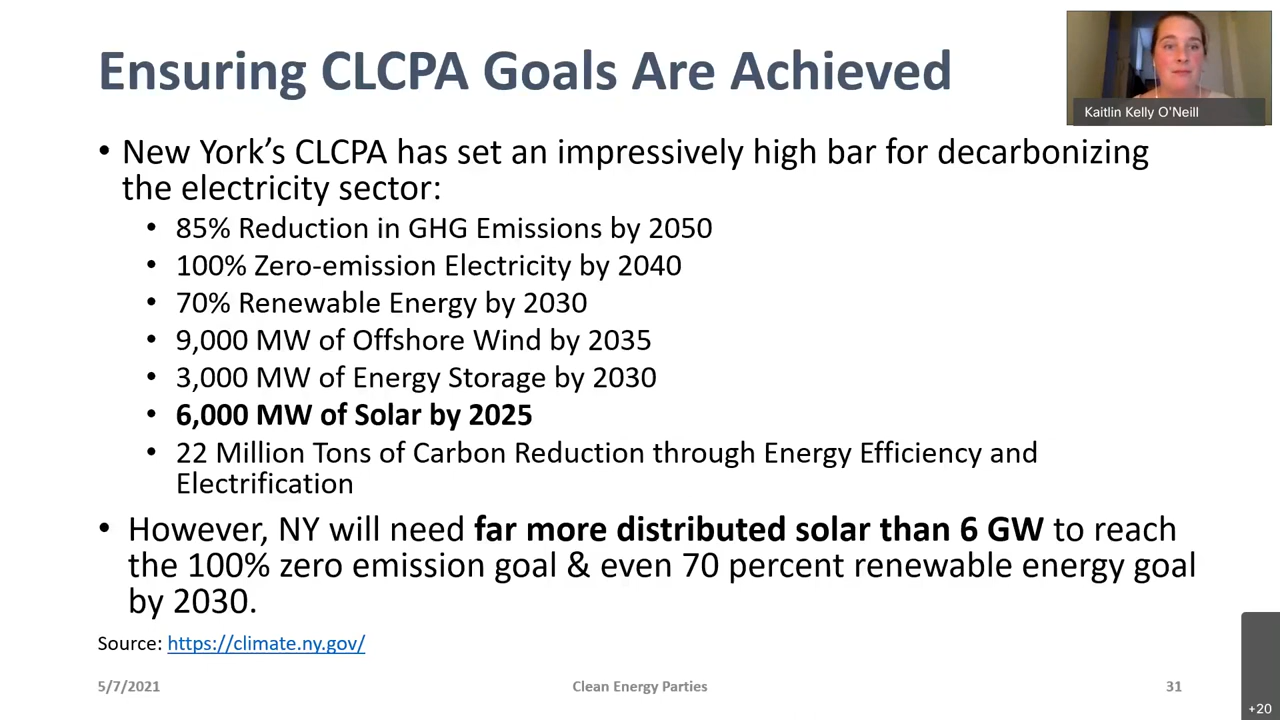 Ensuring CLCPA Goals Are Achieved
Kaitlin Kelly O'Neill
• New York’s CLCPA has set an impressively high bar for decarbonizing
the electricity sector:
• 85% Reduction in GHG Emissions by 2050
• 100% Zero-emission Electricity by 2040
• 70% Renewable Energy by 2030
• 9,000 MW of Offshore Wind by 2035
• 3,000 MW of Energy Storage by 2030
• 6,000 MW of Solar by 2025
• 22 Million Tons of Carbon Reduction through Energy Efficiency and
Electrification
• However, NY will need far more distributed solar than 6 GW to reach
the 100% zero emission goal & even 70 percent renewable energy goal
by 2030.
Source: https://climate.ny.gov/
5/7/2021
Clean Energy Parties
31
+20